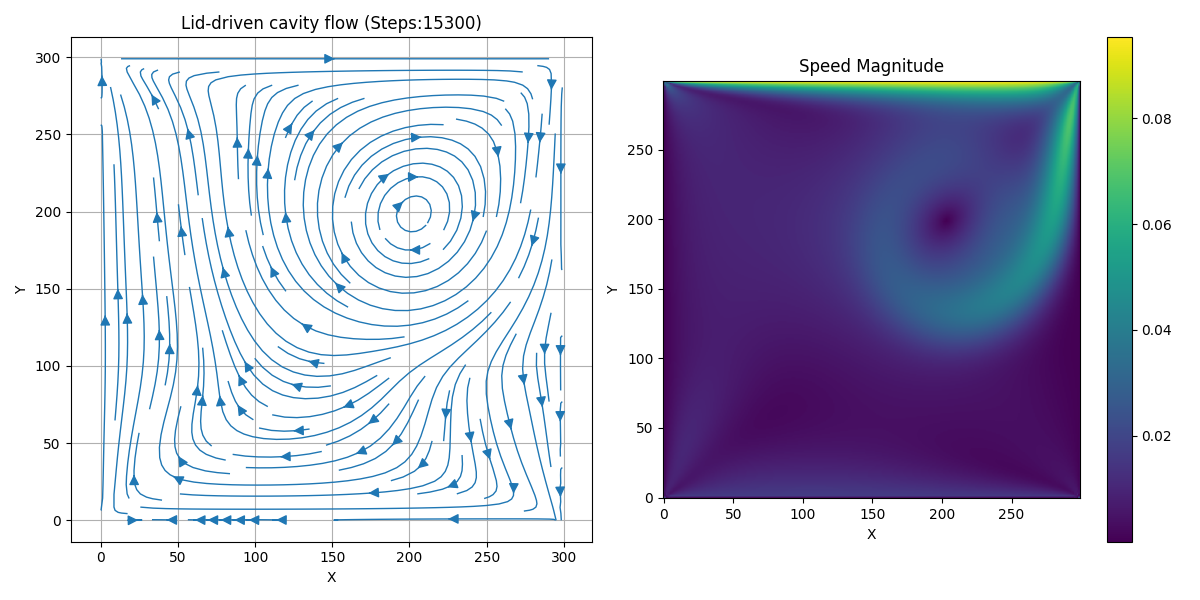 Lid-driven cavity flow (Steps:15300)
300
250
200
150
100
50
0
Y
0 50 100 150 200 250 300
X
Speed Magnitude
250
200
150
100
50
0
Y
0 50 100 150 200 250
X
0.08
0.06
0.04
0.02